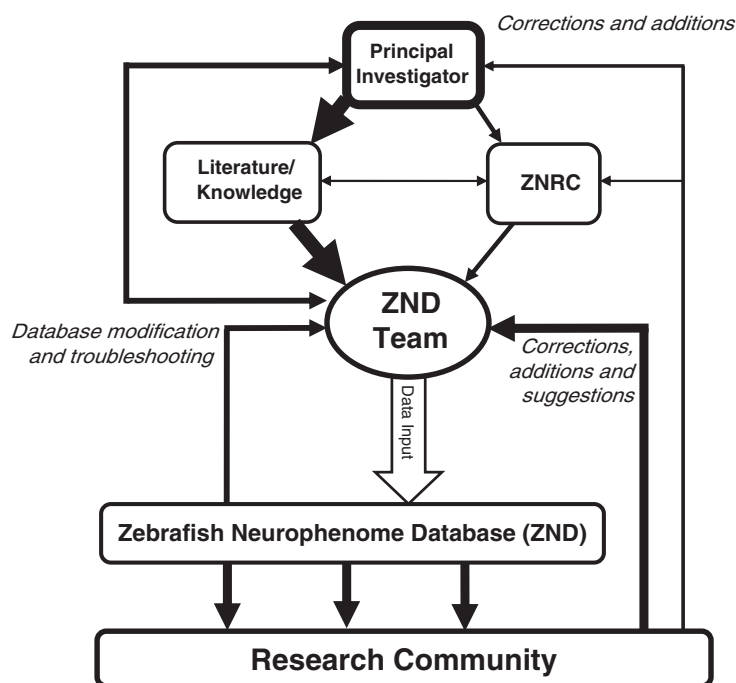 Corrections and additions
Principal
Investigator
Literature/
Knowledge
ZNRC
ZND
Team
Database modification
and troubleshooting
Corrections,
additions and
suggestions
Data Input
Zebrafish Neurophenome Database (ZND)
Research Community